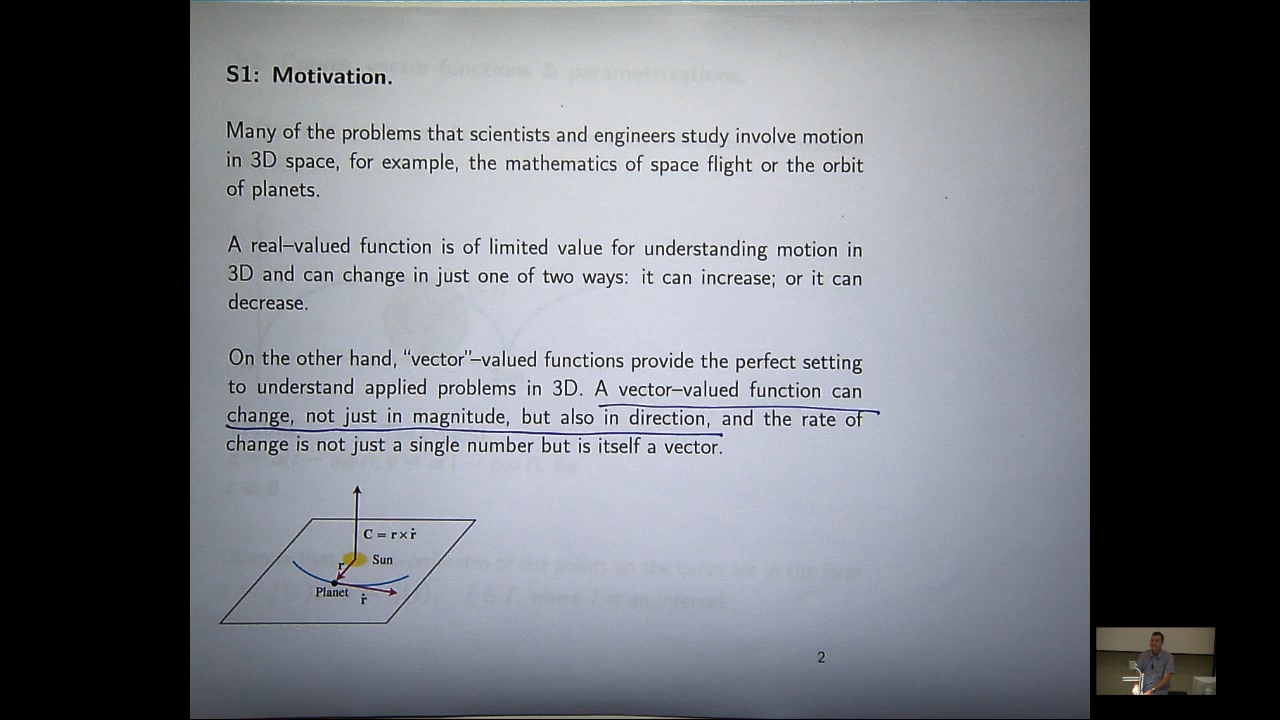 S1: Motivation.
Many of the problems that scientists and engineers study involve motion
in 3D space, for example, the mathematics of space flight or the orbit
of planets.
A real–valued function is of limited value for understanding motion in
3D and can change in just one of two ways: it can increase; or it can
decrease.
On the other hand, “vector”–valued functions provide the perfect setting
to understand applied problems in 3D. A vector–valued function can
change, not just in magnitude, but also in direction, and the rate of
change is not just a single number but is itself a vector.
C = r × ṙ
Sun
r
Planet
ṙ
2